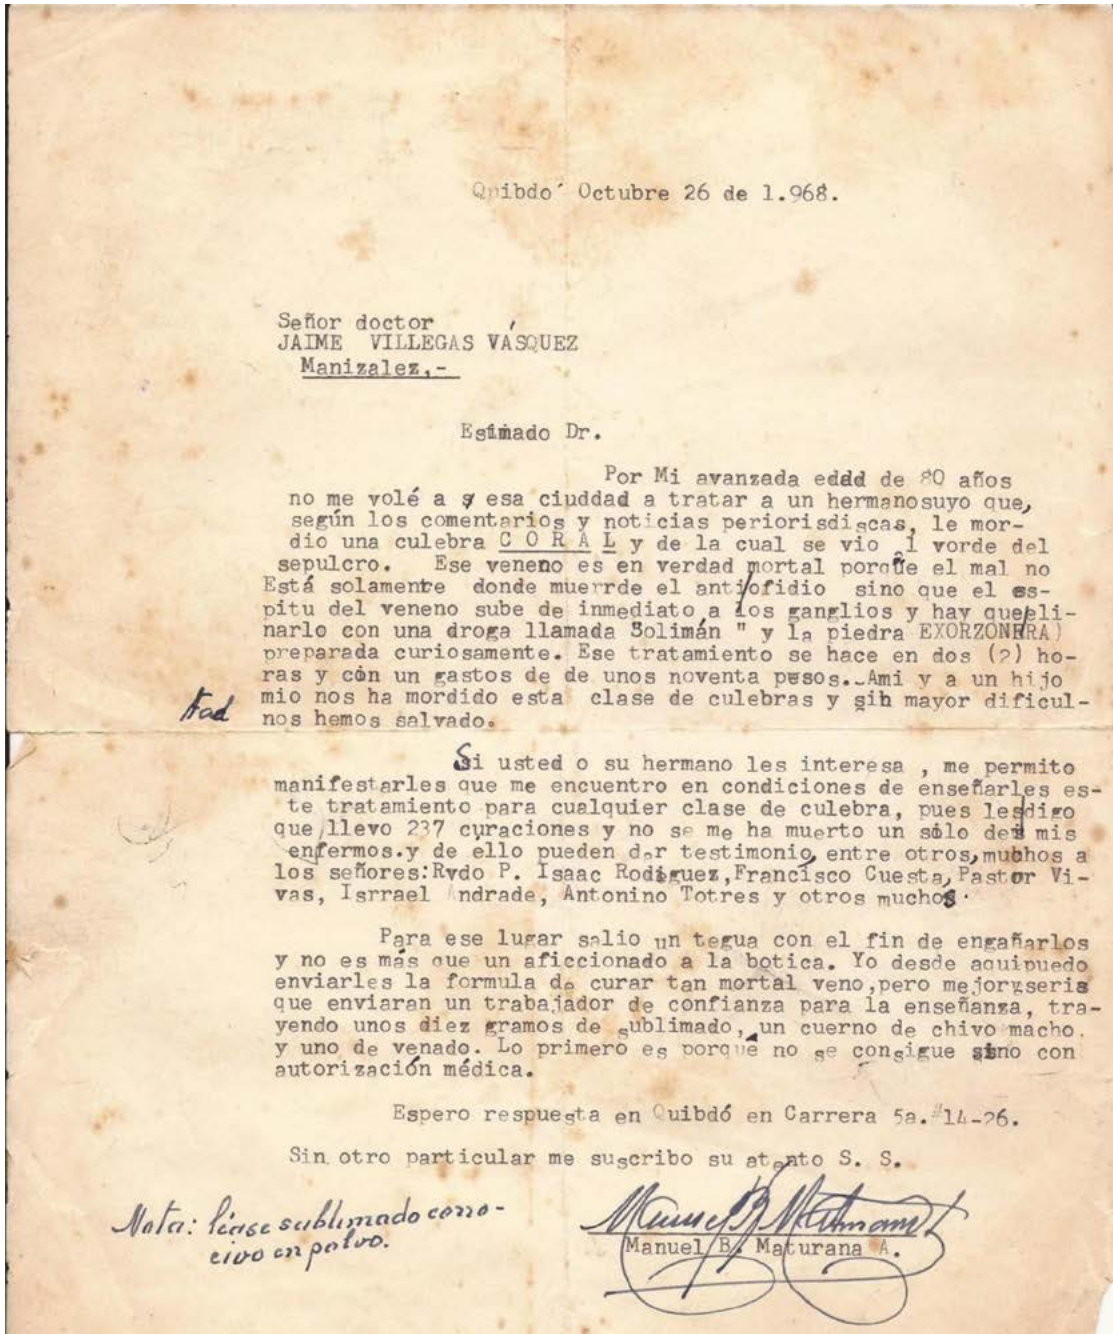 Quibdo´ Octubre 26 de 1.968.
Señor doctor
JAIME VILLEGAS VÁSQUEZ
Manizalez,-
Esimado Dr.
Por Mi avanzada edad de 80 años
no me volé a y esa ciuddad a tratar a un hermanosuyo que,
según los comentarios y noticias periorisdiscas, le mor-
dio una culebra C O R A L y de la cual se vio al vorde del
sepulcro. Ese veneno es en verdad mortal porque el mal no
Está solamente donde muerrde el antiofidio sino que el es-
pitu del veneno sube de inmediato a los ganglios y hay queeli-
narlo con una droga llamada Solimán " y la piedra EXORZONERA)
preparada curiosamente. Ese tratamiento se hace en dos (2) ho-
ras y con un gastos de de unos noventa pesos. Ami y a un hijo
mio nos ha mordido esta clase de culebras y sin mayor dificul-
tad nos hemos salvado.
Si usted o su hermano les interesa , me permito
manifestarles que me encuentro en condiciones de enseñarles es-
te tratamiento para cualquier clase de culebra, pues les digo
que llevo 237 curaciones y no se me ha muerto un solo de mis
enfermos.y de ello pueden dar testimonio, entre otros, muchos a
los señores:Rvdo P. Isaac Rodiguez,Francisco Cuesta, Pastor Vi-
vas, Isrrael Andrade, Antonino Totres y otros muchos.
Para ese lugar salio un tegua con el fin de engañarlos
y no es más que un aficcionado a la botica. Yo desde aquipuedo
enviarles la formula de curar tan mortal veno,pero mejor seria
que enviaran un trabajador de confianza para la enseñanza, tra-
yendo unos diez gramos de sublimado, un cuerno de chivo macho.
y uno de venado. Lo primero es porque no se consigue sino con
autorización médica.
Espero respuesta en Quibdó en Carrera 5a.#14-26.
Sin otro particular me suscribo su atento S. S.
Nota: léase sublimado corro-
civo en polvo.
Manuel B. Maturana A.